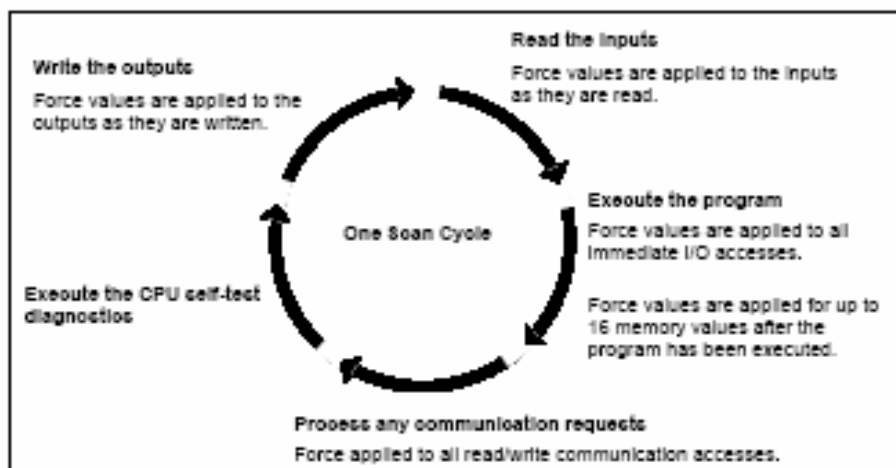 Read the inputs
Force values are applied to the inputs
as they are read.
Execute the program
Force values are applied to all
immediate I/O accesses.
Force values are applied for up to
16 memory values after the
program has been executed.
Process any communication requests
Force applied to all read/write communication accesses.
Execute the CPU self-test
diagnostics
Write the outputs
Force values are applied to the
outputs as they are written.
One Scan Cycle